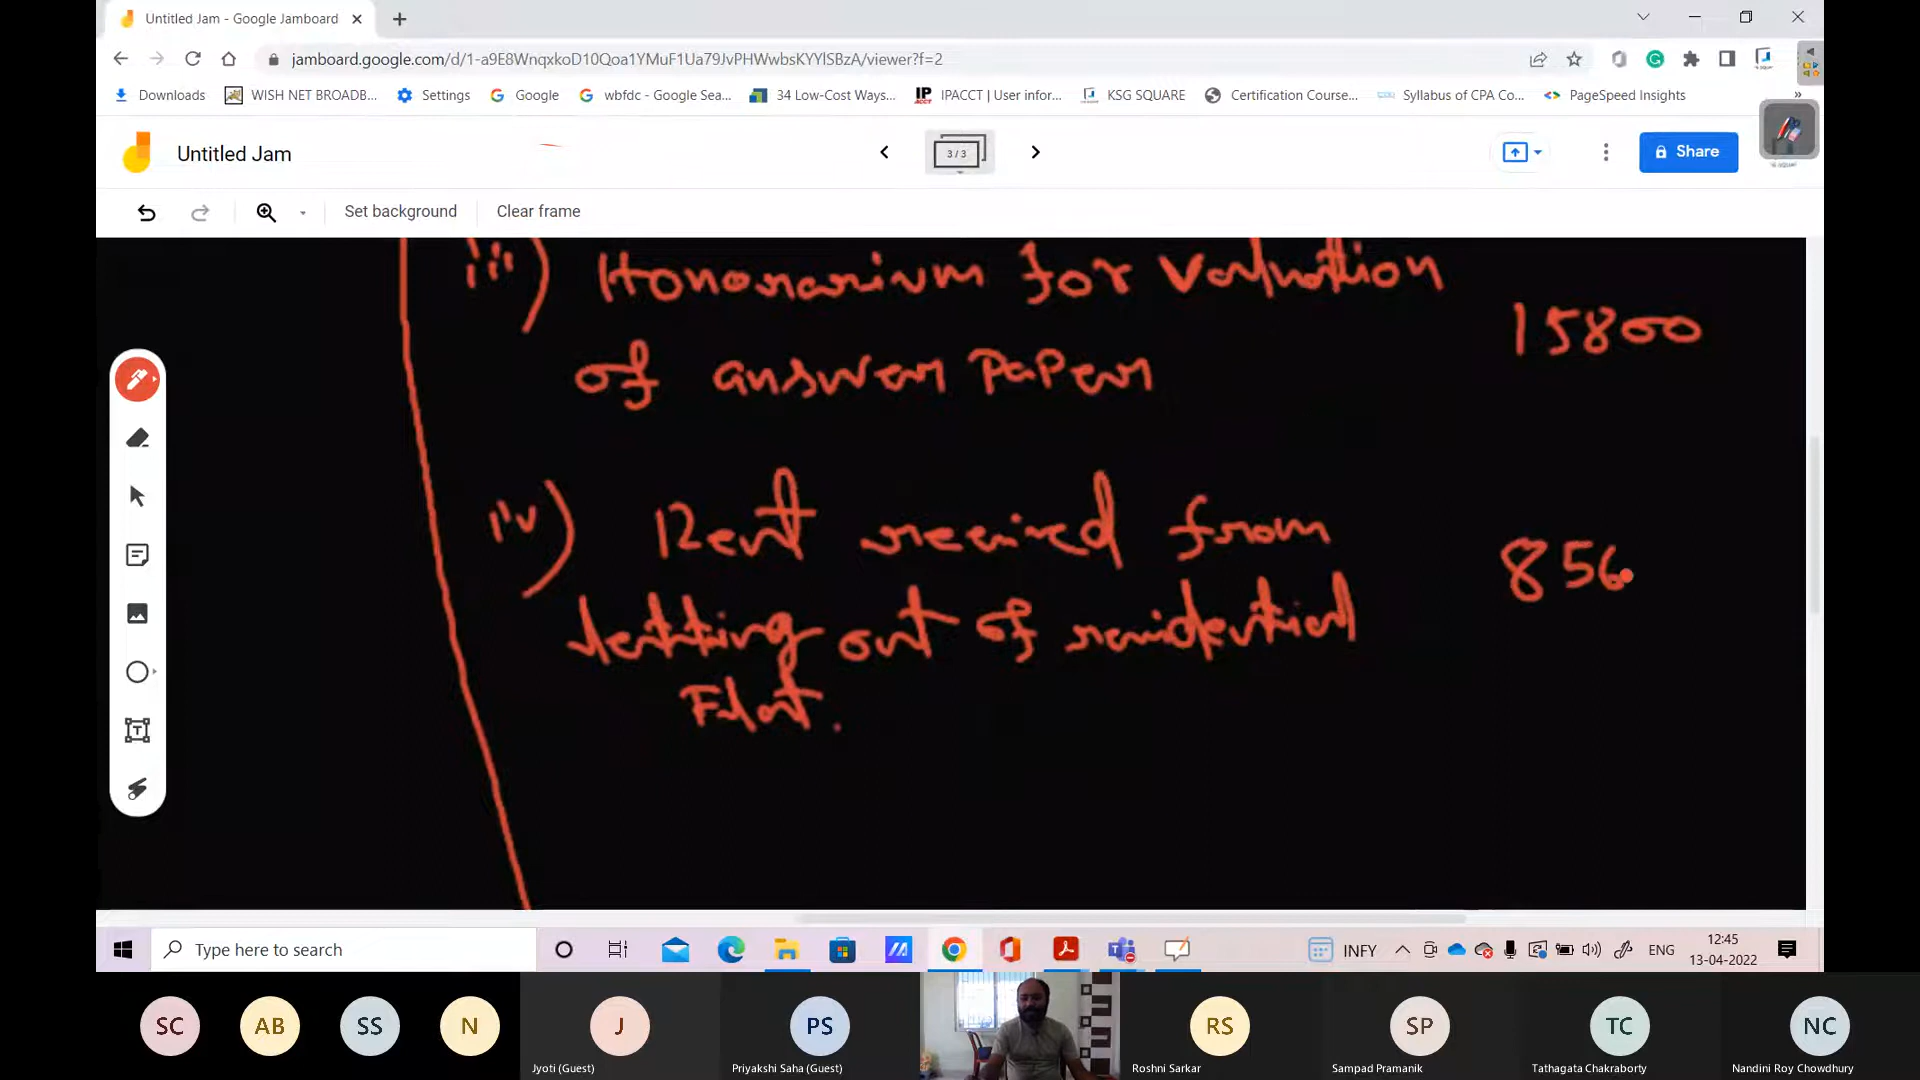 Untitled Jam - Google Jamboard
jamboard.google.com/d/1-a9E8WnqxkoD10Qoa1YMuF1Ua79JvPHWwbsKYYlSBzA/viewer?f=2
Downloads WISH NET BROADB... Settings Google wbfdc - Google Sea... 34 Low-Cost Ways... IPACCT | User infor... KSG SQUARE Certification Course... Syllabus of CPA Co... PageSpeed Insights »
Untitled Jam 3 / 3 Share
Set background Clear frame
iii) Honorarium for valuation
of answer Paper 15800
iv) Rent received from
letting out of residential 856
Flat.
Type here to search INFY ENG 12:45
13-04-2022
SC AB SS N J PS RS SP TC NC
Jyoti (Guest) Priyakshi Saha (Guest) Roshni Sarkar Sampad Pramanik Tathagata Chakraborty Nandini Roy Chowdhury